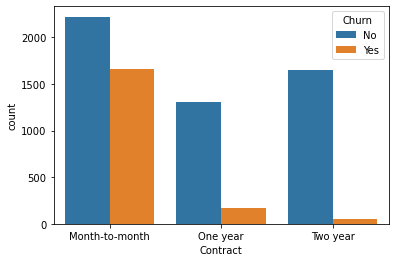 Churn
No
Yes
2000
1500
1000
500
0
count
Month-to-month
One year
Two year
Contract